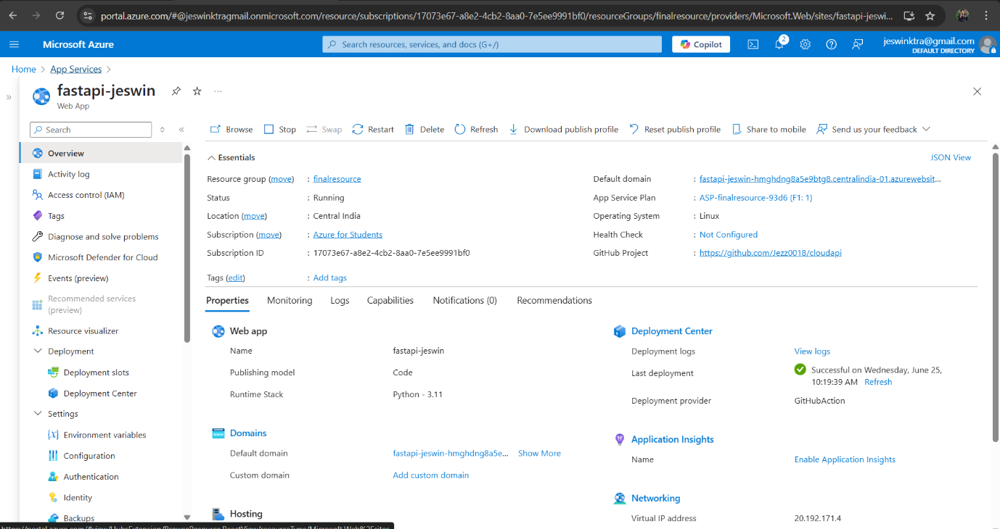 portal.azure.com/#@jeswinktragmail.onmicrosoft.com/resource/subscriptions/17073e67-a8e2-4cb2-8aa0-7e5ee9991bf0/resourceGroups/finalresource/providers/Microsoft.Web/sites/fastapi-jeswi...
Microsoft Azure
Search resources, services, and docs (G+/)
Copilot
2
jeswinktra@gmail.com
DEFAULT DIRECTORY
Home > App Services >
fastapi-jeswin
Web App
Search
Browse Stop Swap Restart Delete Refresh Download publish profile Reset publish profile Share to mobile Send us your feedback
Overview
Activity log
Access control (IAM)
Tags
Diagnose and solve problems
Microsoft Defender for Cloud
Events (preview)
Recommended services
(preview)
Resource visualizer
Deployment
Deployment slots
Deployment Center
Settings
Environment variables
Configuration
Authentication
Identity
Backups
Essentials
JSON View
Resource group (move) : finalresource
Status : Running
Location (move) : Central India
Subscription (move) : Azure for Students
Subscription ID : 17073e67-a8e2-4cb2-8aa0-7e5ee9991bf0
Default domain : fastapi-jeswin-hmghdng8a5e9btg8.centralindia-01.azurewebsit...
App Service Plan : ASP-finalresource-93d6 (F1: 1)
Operating System : Linux
Health Check : Not Configured
GitHub Project : https://github.com/Jezz0018/cloudapi
Tags (edit) : Add tags
Properties Monitoring Logs Capabilities Notifications (0) Recommendations
Web app
Name fastapi-jeswin
Publishing model Code
Runtime Stack Python - 3.11
Domains
Default domain fastapi-jeswin-hmghdng8a5e... Show More
Custom domain Add custom domain
Hosting
Deployment Center
Deployment logs View logs
Last deployment Successful on Wednesday, June 25,
10:19:39 AM Refresh
Deployment provider GitHubAction
Application Insights
Name Enable Application Insights
Networking
Virtual IP address 20.192.171.4